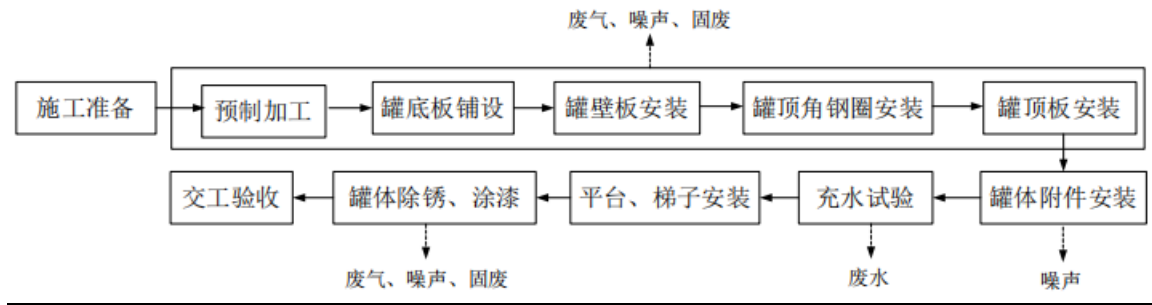 废气、噪声、固废
施工准备
预制加工
罐底板铺设
罐壁板安装
罐顶角钢圈安装
罐顶板安装
交工验收
罐体除锈、涂漆
平台、梯子安装
充水试验
罐体附件安装
废气、噪声、固废
废水
噪声